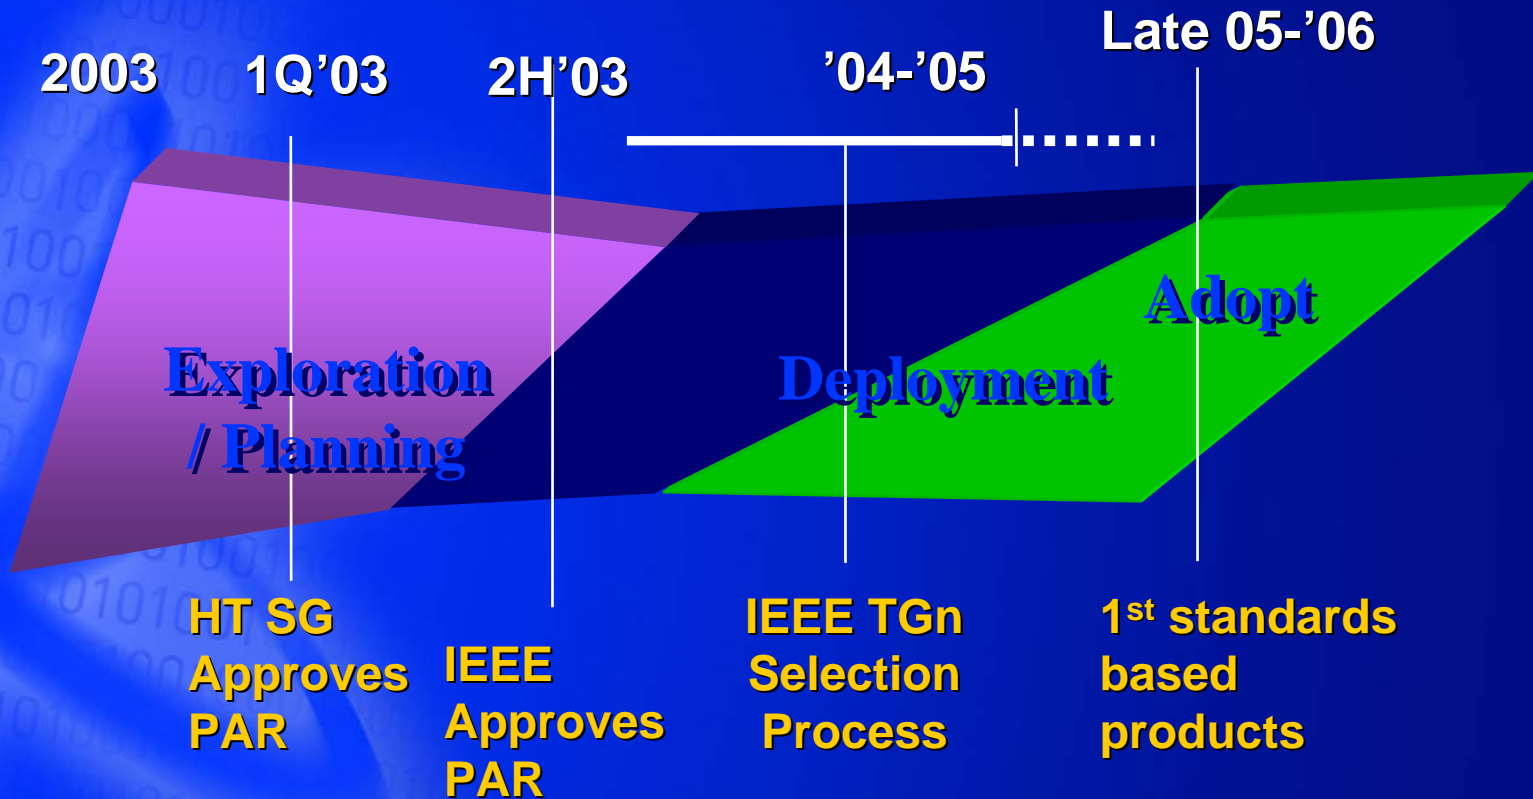 2003 1Q’03 2H’03 ’04-’05 Late 05-’06
Exploration
/ Planning
Deployment
Adopt
HT SG
Approves
PAR
IEEE
Approves
PAR
IEEE TGn
Selection
Process
1st standards
based
products